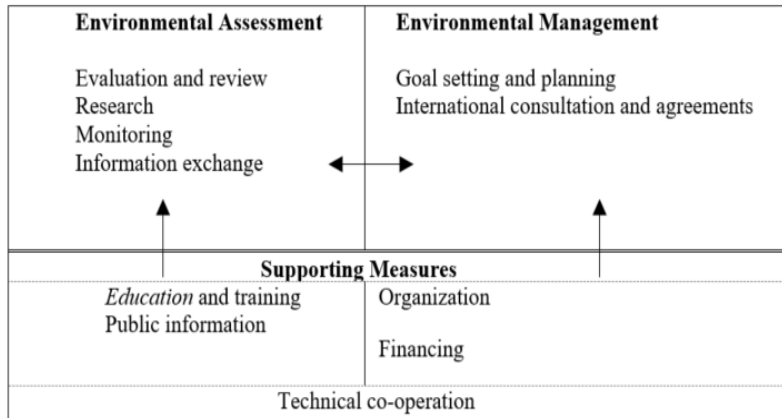 Environmental Assessment
Evaluation and review
Research
Monitoring
Information exchange
Environmental Management
Goal setting and planning
International consultation and agreements
Supporting Measures
Education and training
Public information
Organization
Financing
Technical co-operation